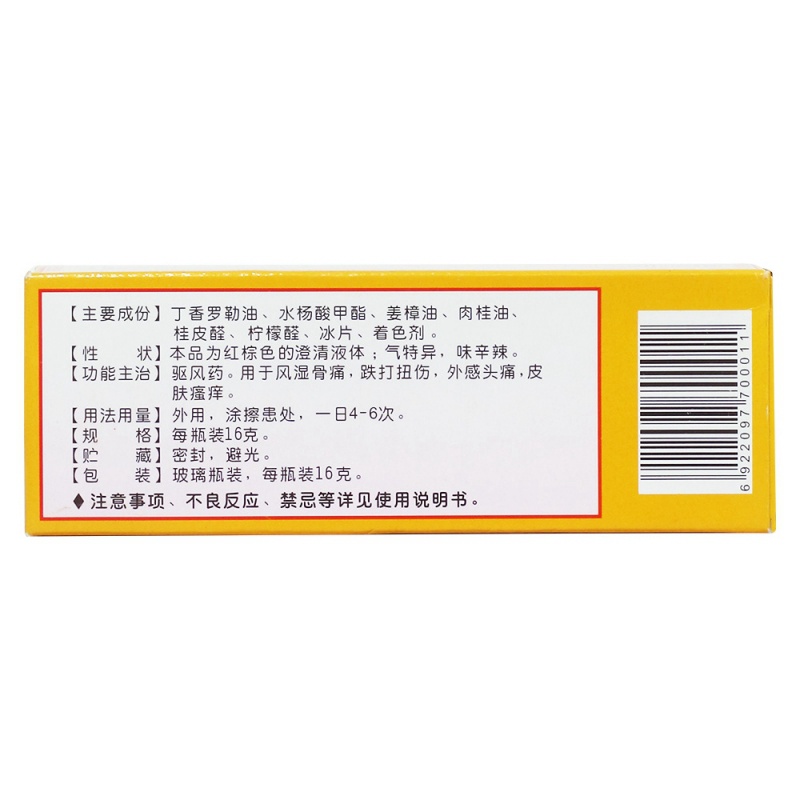 【主要成份】丁香罗勒油、水杨酸甲酯、姜樟油、肉桂油、
桂皮醛、柠檬醛、冰片、着色剂。
【性 状】本品为红棕色的澄清液体；气特异，味辛辣。
【功能主治】驱风药。用于风湿骨痛，跌打扭伤，外感头痛，皮
肤瘙痒。
【用法用量】外用，涂擦患处，一日4-6次。
【规 格】每瓶装16克。
【贮 藏】密封，避光。
【包 装】玻璃瓶装，每瓶装16克。
♦注意事项、不良反应、禁忌等详见使用说明书。
6922097700011